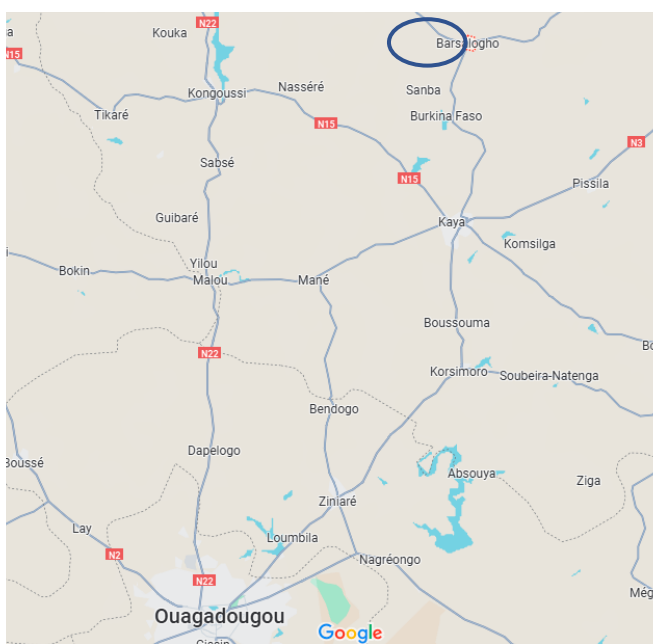 N22
Kouka
Barsalogho
N15
Kongoussi
Nasséré
Sanba
Tikaré
Burkina Faso
N15
N3
Sabsé
N15
Pissila
Guibaré
Kaya
Komsilga
Yilou
Bokin
Malou
Mané
Boussouma
N22
Korsimoro
Soubeira-Natenga
Bendogo
Dapelogo
Boussé
Absouya
Ziga
Ziniaré
Lay
Loumbila
N2
Nagréongo
N22
Ouagadougou
Google